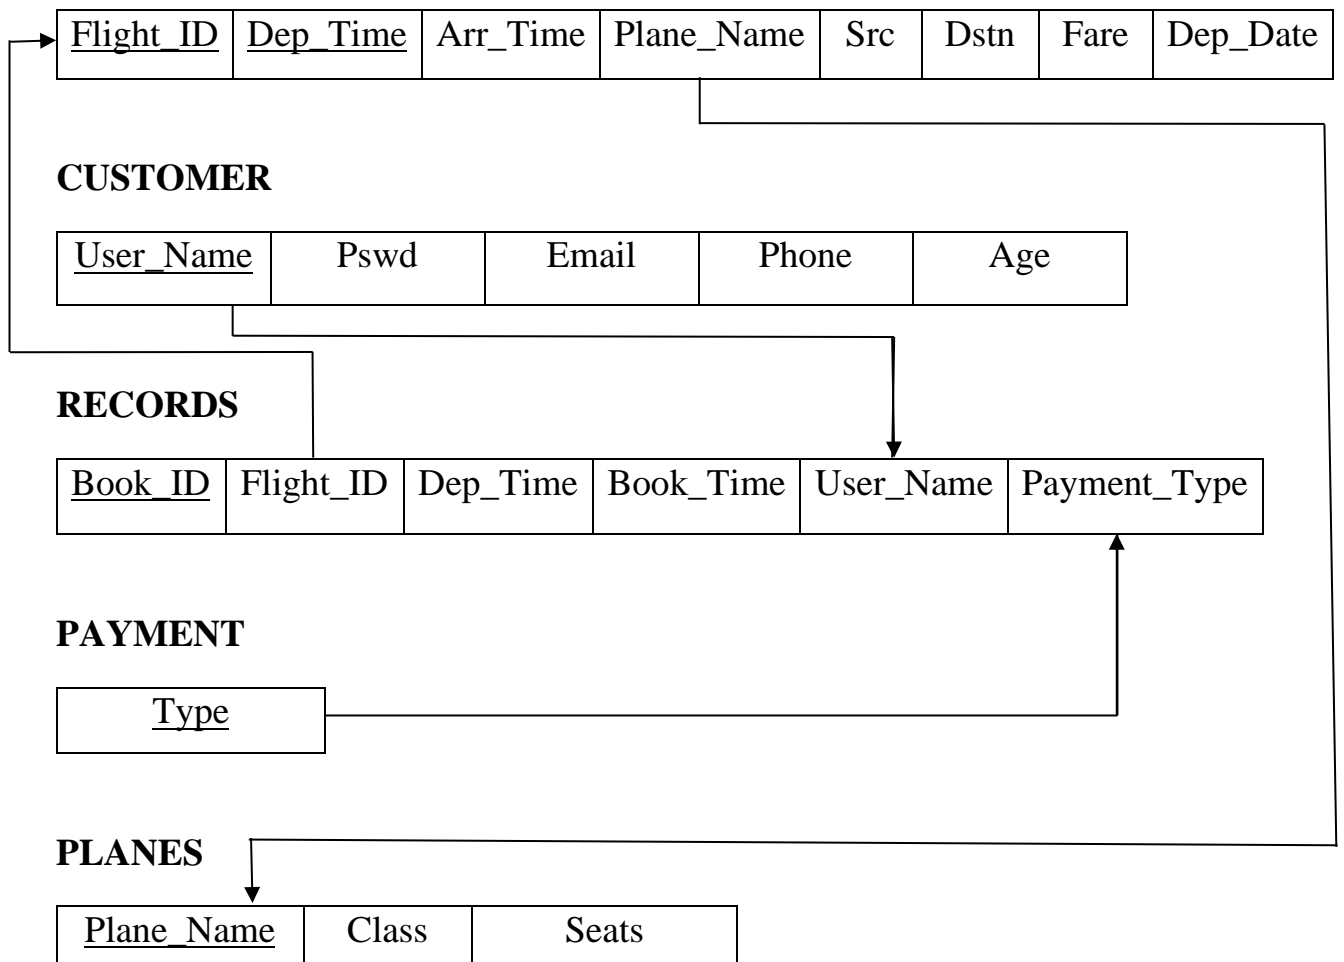 Flight_ID Dep_Time Arr_Time Plane_Name Src Dstn Fare Dep_Date
CUSTOMER
User_Name Pswd Email Phone Age
RECORDS
Book_ID Flight_ID Dep_Time Book_Time User_Name Payment_Type
PAYMENT
Type
PLANES
Plane_Name Class Seats